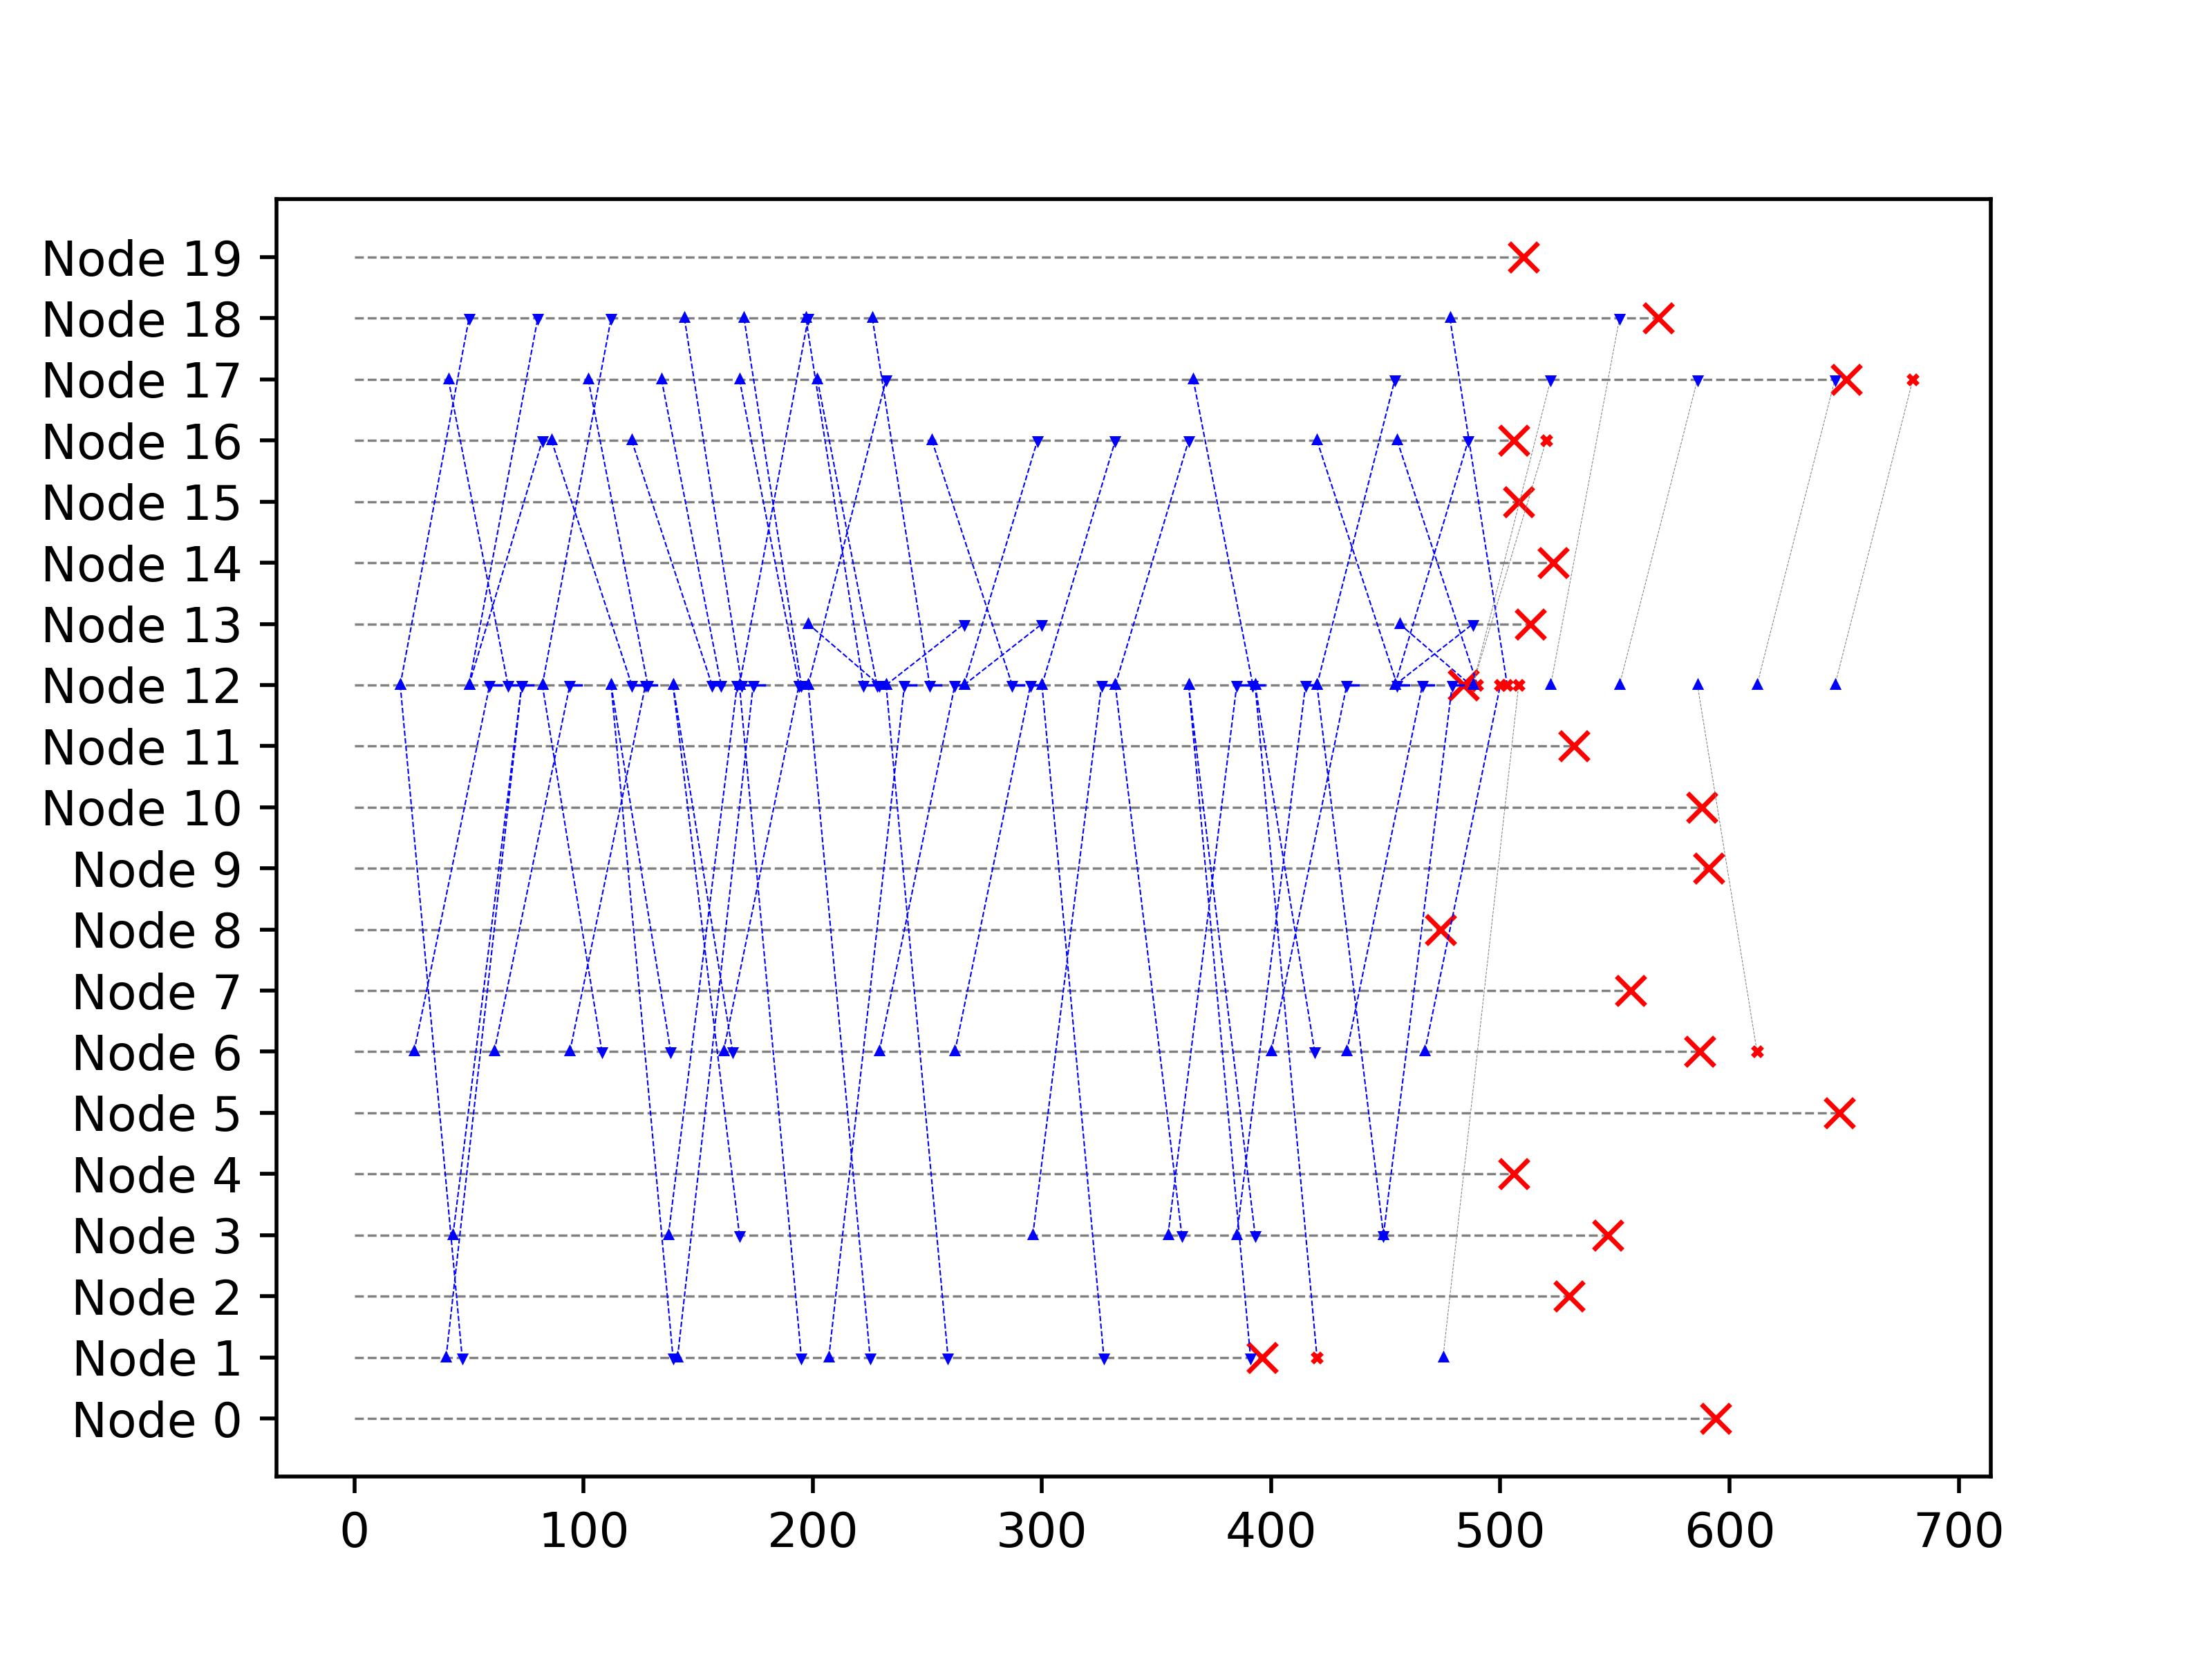 Node 19
Node 18
Node 17
Node 16
Node 15
Node 14
Node 13
Node 12
Node 11
Node 10
Node 9
Node 8
Node 7
Node 6
Node 5
Node 4
Node 3
Node 2
Node 1
Node 0
0 100 200 300 400 500 600 700